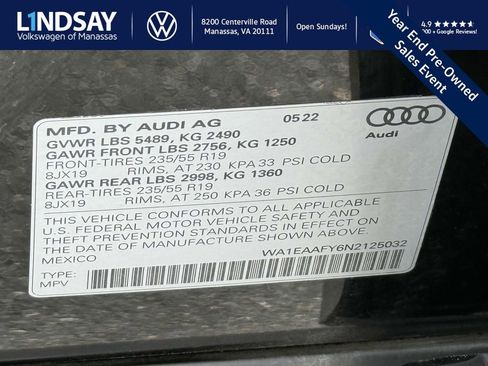 L1NDSAY
Volkswagen of Manassas
8200 Centerville Road
Manassas, VA 20111
Open Sundays!
4.9 ★★★★★
Google Reviews!
Year End Pre-Owned
Sales Event
MFD. BY AUDI AG 05 22
GVWR LBS 5489, KG 2490
GAWR FRONT LBS 2756, KG 1250
FRONT-TIRES 235/55 R19
8JX19 RIMS, AT 230 KPA 33 PSI COLD
GAWR REAR LBS 2998, KG 1360
REAR-TIRES 235/55 R19
8JX19 RIMS, AT 250 KPA 36 PSI COLD
Audi
THIS VEHICLE CONFORMS TO ALL APPLICABLE
U.S. FEDERAL MOTOR VEHICLE SAFETY AND
THEFT PREVENTION STANDARDS IN EFFECT ON
THE DATE OF MANUFACTURE SHOWN ABOVE
MEXICO
WA1EAAFY6N2125032
TYPE:
MPV